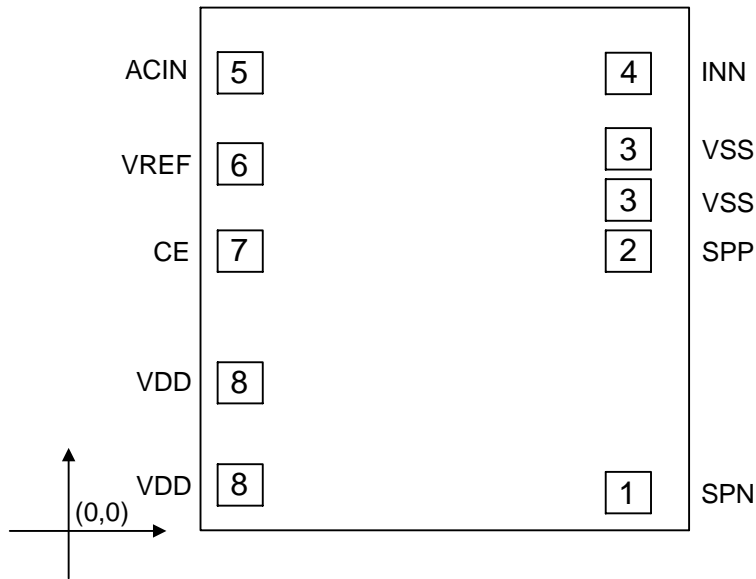 ACIN 5 4 INN
3 VSS
VREF 6
3 VSS
CE 7 2 SPP
VDD 8
VDD 8 1 SPN
(0,0)